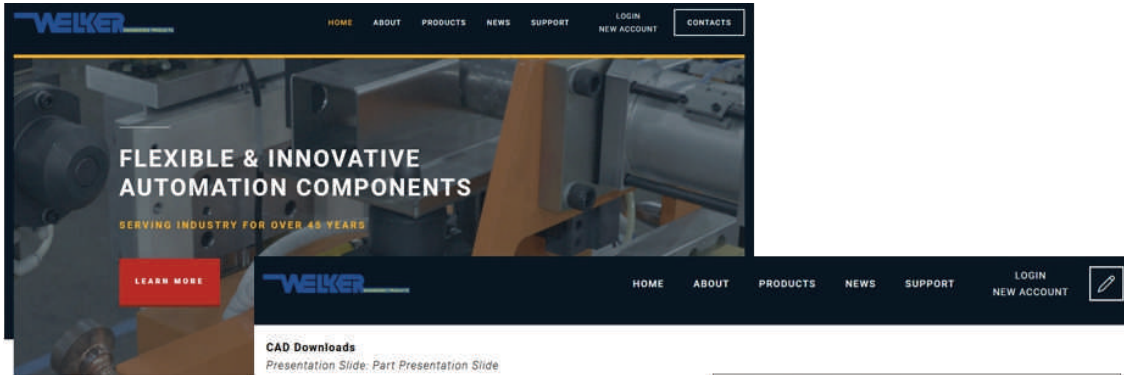 WELKER
HOME ABOUT PRODUCTS NEWS SUPPORT LOGIN
NEW ACCOUNT CONTACTS
FLEXIBLE & INNOVATIVE
AUTOMATION COMPONENTS
SERVING INDUSTRY FOR OVER 45 YEARS
LEARN MORE
WELKER
HOME ABOUT PRODUCTS NEWS SUPPORT LOGIN
NEW ACCOUNT
CAD Downloads
Presentation Slide: Part Presentation Slide